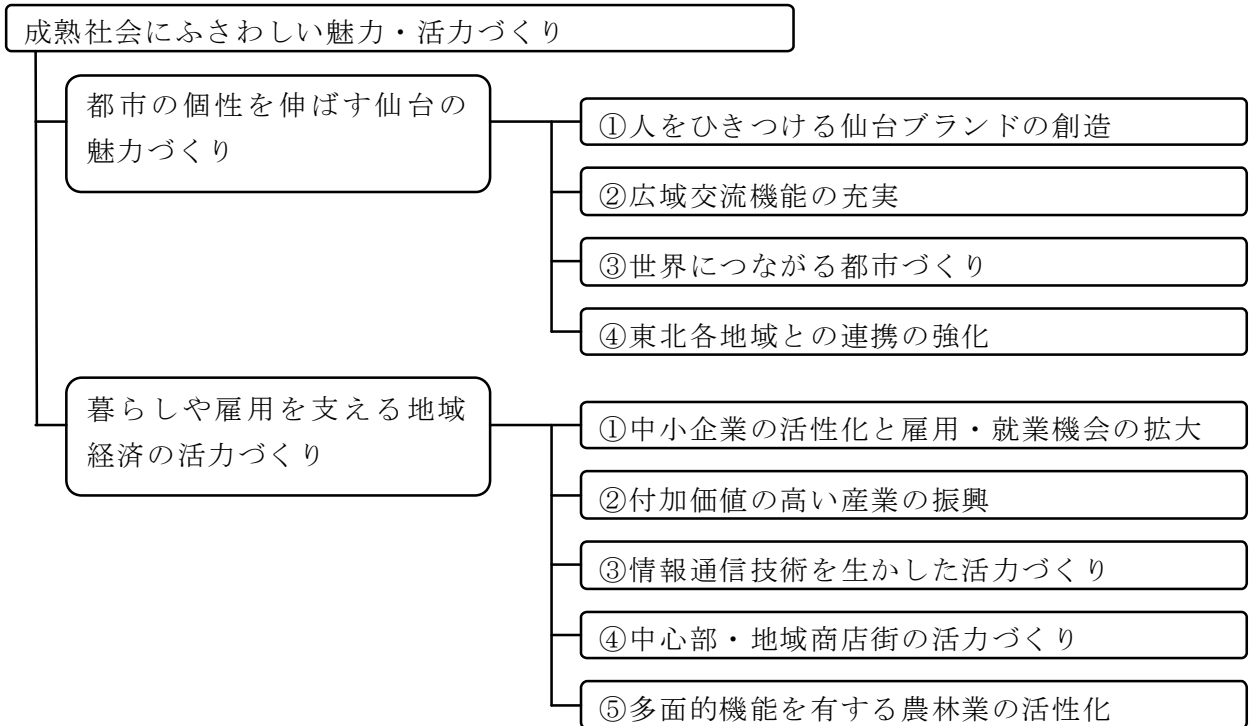 成熟社会にふさわしい魅力・活力づくり
都市の個性を伸ばす仙台の
魅力づくり
①人をひきつける仙台ブランドの創造
②広域交流機能の充実
③世界につながる都市づくり
④東北各地域との連携の強化
暮らしや雇用を支える地域
経済の活力づくり
①中小企業の活性化と雇用・就業機会の拡大
②付加価値の高い産業の振興
③情報通信技術を生かした活力づくり
④中心部・地域商店街の活力づくり
⑤多面的機能を有する農林業の活性化